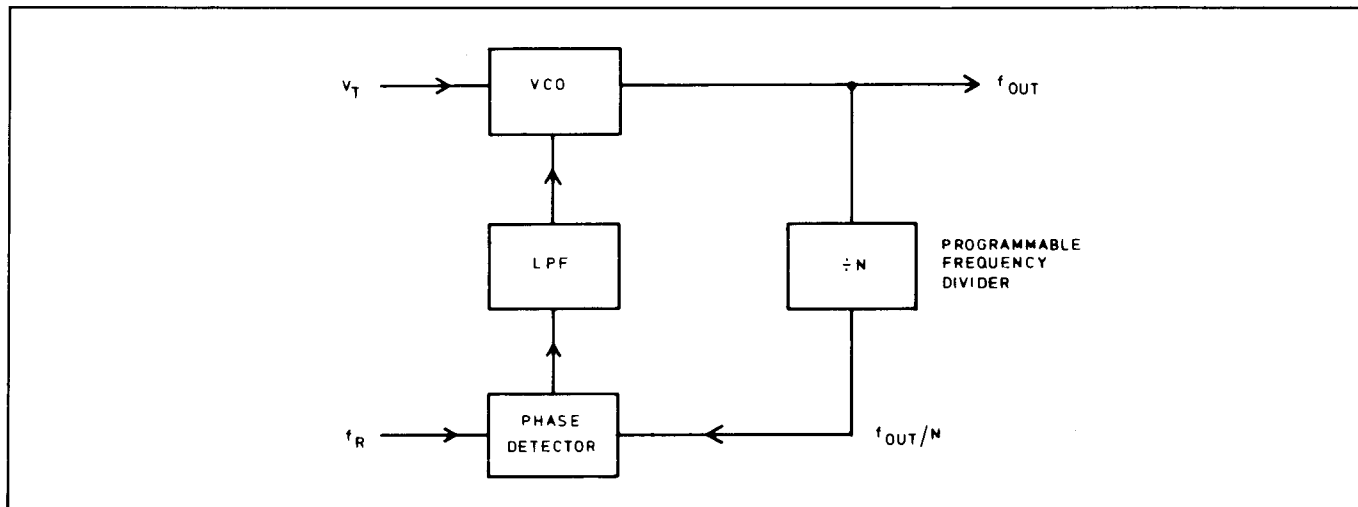 V_T
VCO
f_OUT
LPF
÷N
PROGRAMMABLE
FREQUENCY
DIVIDER
f_R
PHASE
DETECTOR
f_OUT/N